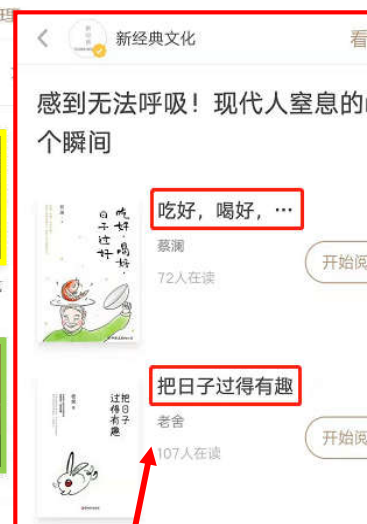 理
新经典文化
看
感到无法呼吸！现代人窒息的
个瞬间
吃好，喝好，…
蔡澜
72人在读
开始阅
吃好·喝好·
日子过好
把日子过得有趣
老舍
107人在读
开始阅
把日子
过得有趣